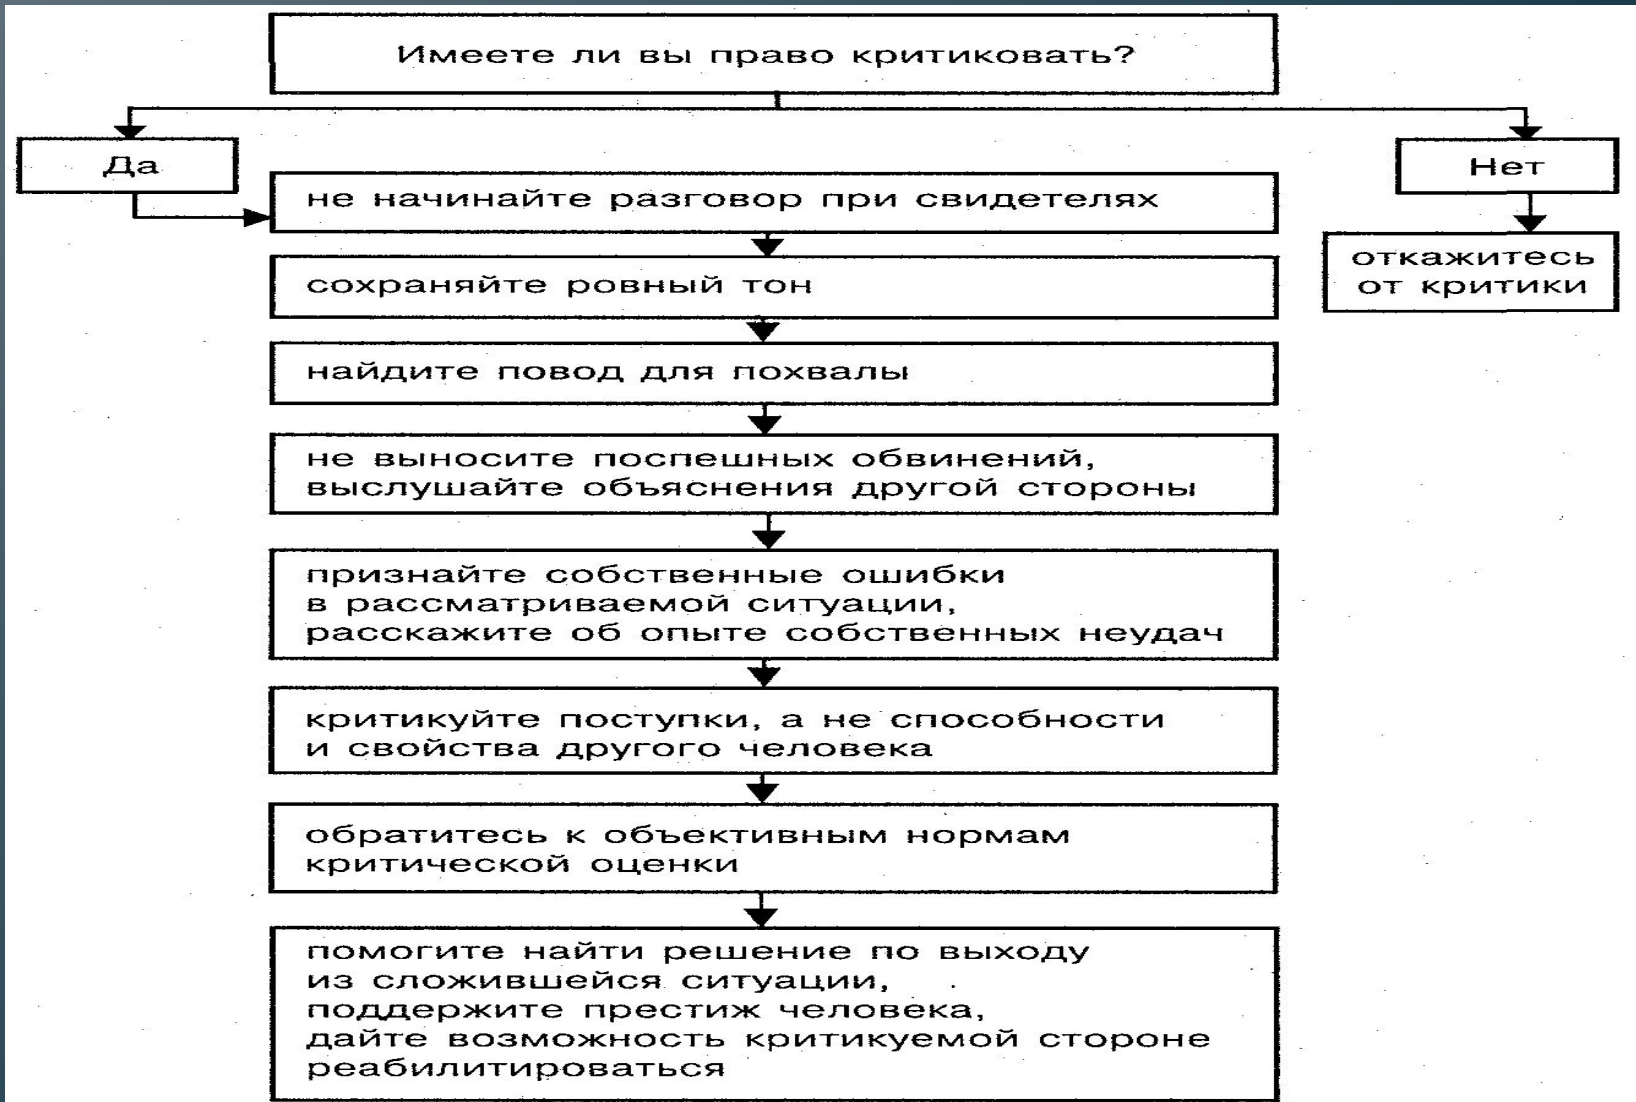 Имеете ли вы право критиковать?
Да
Нет
не начинайте разговор при свидетелях
откажитесь
от критики
сохраняйте ровный тон
найдите повод для похвалы
не выносите поспешных обвинений,
выслушайте объяснения другой стороны
признайте собственные ошибки
в рассматриваемой ситуации,
расскажите об опыте собственных неудач
критикуйте поступки, а не способности
и свойства другого человека
обратитесь к объективным нормам
критической оценки
помогите найти решение по выходу
из сложившейся ситуации,
поддержите престиж человека,
дайте возможность критикуемой стороне
реабилитироваться